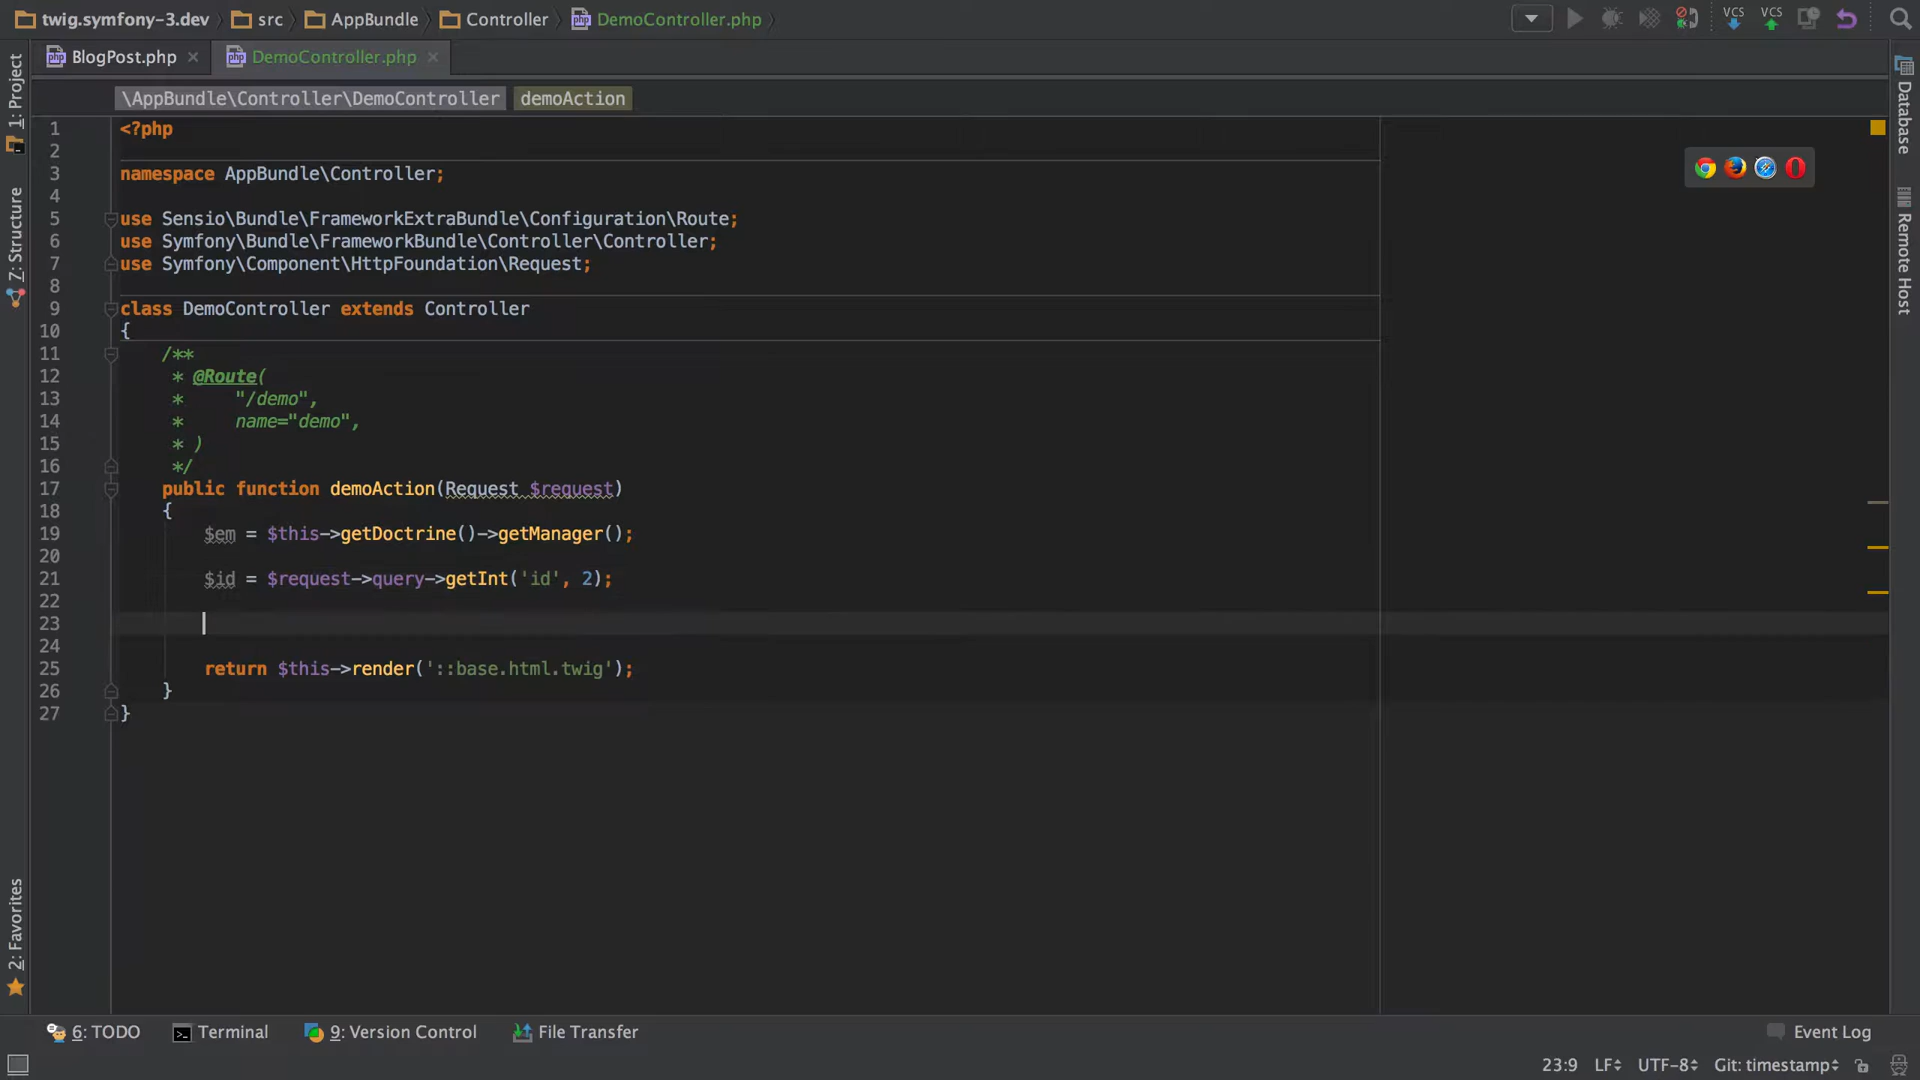 twig.symfony-3.dev src AppBundle Controller DemoController.php
VCS VCS
BlogPost.php DemoController.php
\AppBundle\Controller\DemoController demoAction
1: Project
7: Structure
2: Favorites
Database
Remote Host
1 <?php
2
3 namespace AppBundle\Controller;
4
5 use Sensio\Bundle\FrameworkExtraBundle\Configuration\Route;
6 use Symfony\Bundle\FrameworkBundle\Controller\Controller;
7 use Symfony\Component\HttpFoundation\Request;
8
9 class DemoController extends Controller
10 {
11 /**
12 * @Route(
13 * "/demo",
14 * name="demo",
15 * )
16 */
17 public function demoAction(Request $request)
18 {
19 $em = $this->getDoctrine()->getManager();
20
21 $id = $request->query->getInt('id', 2);
22
23
24
25 return $this->render('::base.html.twig');
26 }
27 }
6: TODO Terminal 9: Version Control File Transfer Event Log
23:9 LF UTF-8 Git: timestamp